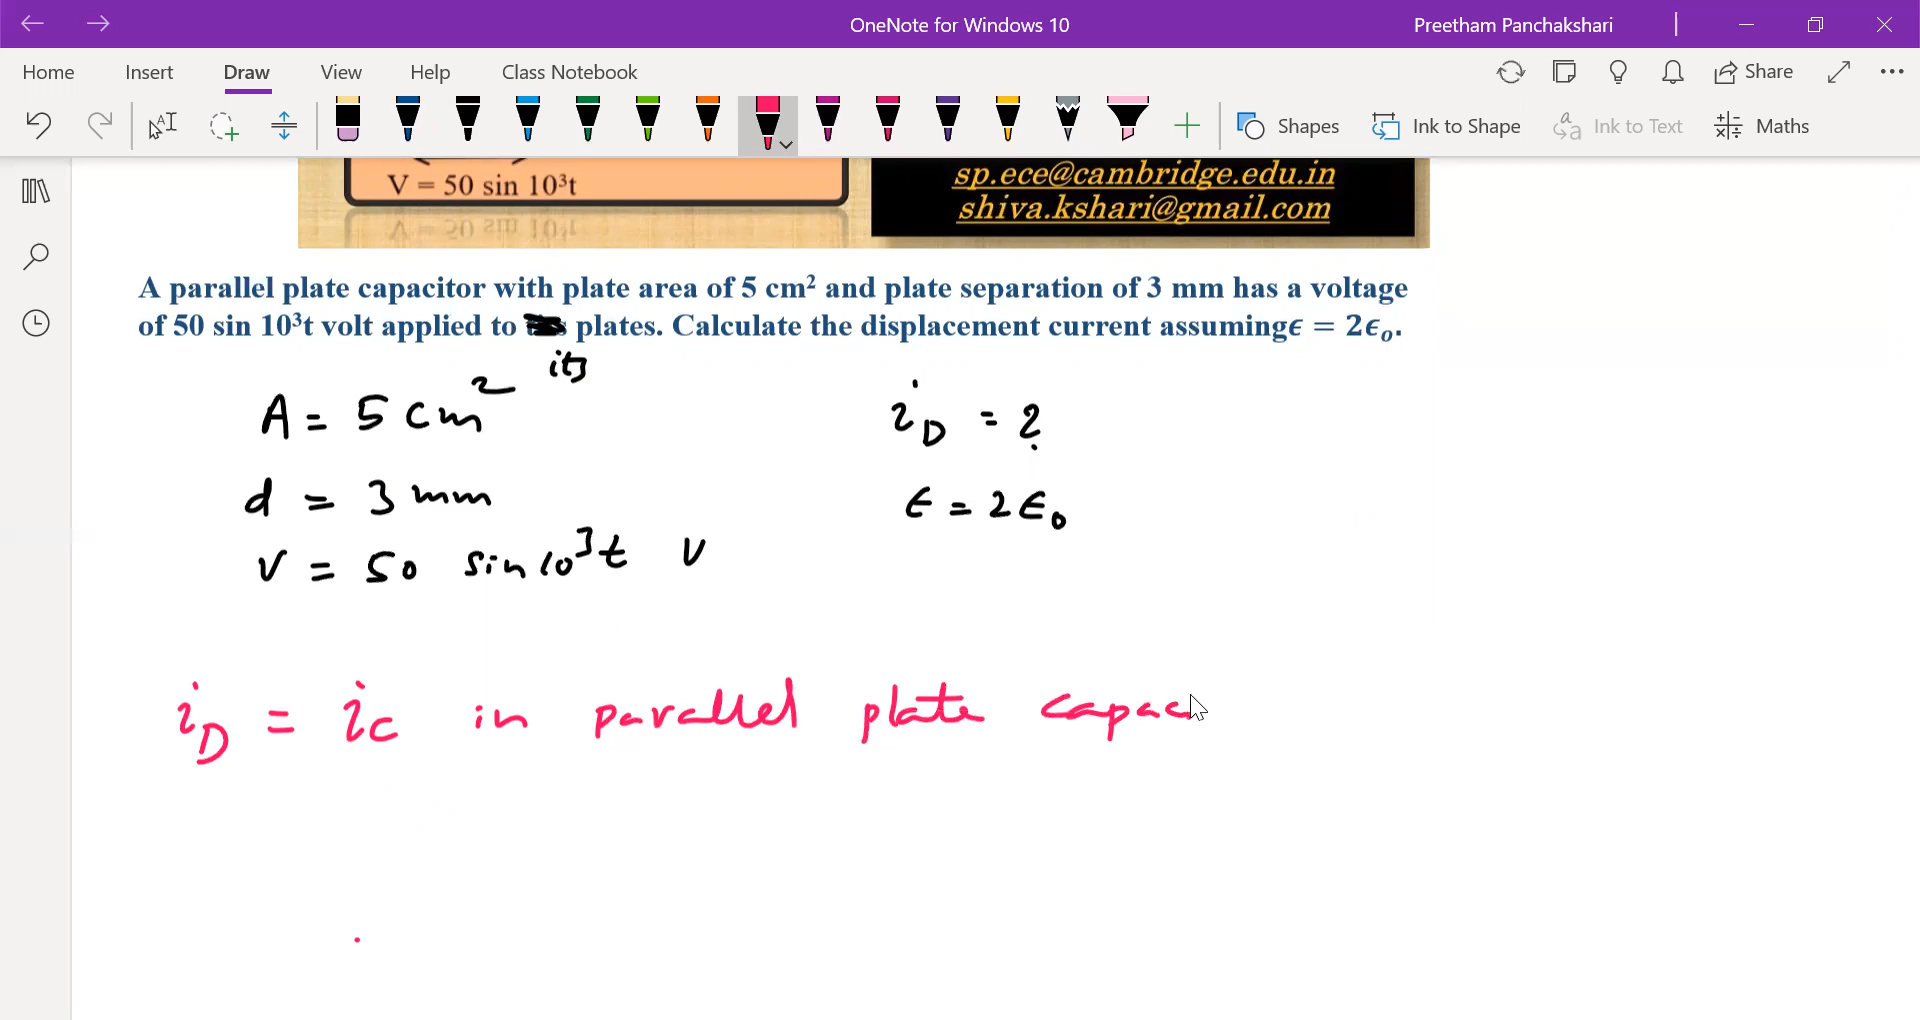 OneNote for Windows 10
Preetham Panchakshari
Home Insert Draw View Help Class Notebook
Share
Shapes Ink to Shape Ink to Text Maths
V = 50 sin 10³t
sp.ece@cambridge.edu.in
shiva.kshari@gmail.com
A parallel plate capacitor with plate area of 5 cm² and plate separation of 3 mm has a voltage
of 50 sin 10³t volt applied to plates. Calculate the displacement current assumingϵ = 2ϵₒ.
its
A = 5 cm²
i_D = ?
d = 3 mm
ϵ = 2ϵ₀
V = 50 sin 10³t V
i_D = i_C in parallel plate capac